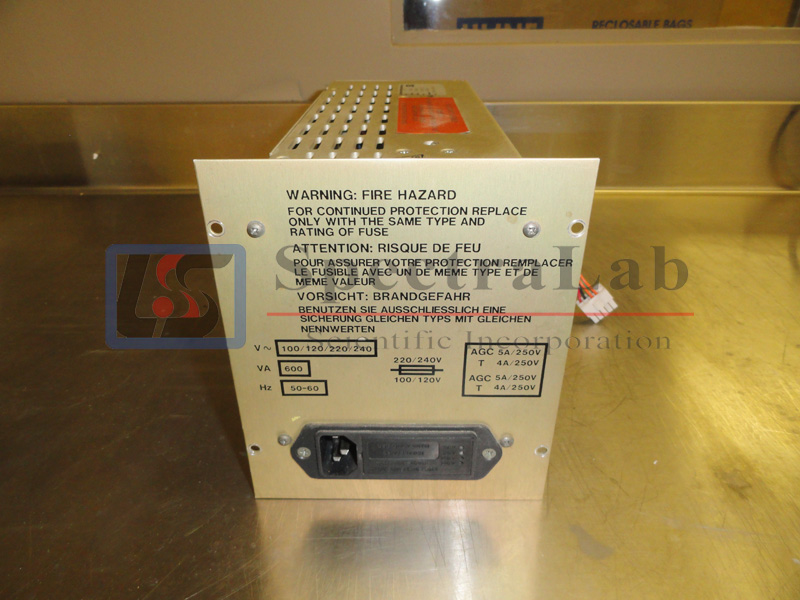 RECLOSABLE BAGS
WARNING: FIRE HAZARD
FOR CONTINUED PROTECTION REPLACE
ONLY WITH THE SAME TYPE AND
RATING OF FUSE
ATTENTION: RISQUE DE FEU
POUR ASSURER VOTRE PROTECTION REMPLACER
LE FUSIBLE AVEC UN DE MEME TYPE ET DE
MEME VALEUR
SpectraLab
VORSICHT: BRANDGEFAHR
BENUTZEN SIE AUSSCHLIESSLICH EINE
SICHERUNG GLEICHEN TYPS MIT GLEICHEN
NENNWERTEN
Scientific Incorporation
V~ 100/120/220/240
VA 600
Hz 50-60
220/240V
100/120V
AGC 5A/250V
T 4A/250V
AGC 5A/250V
T 4A/250V